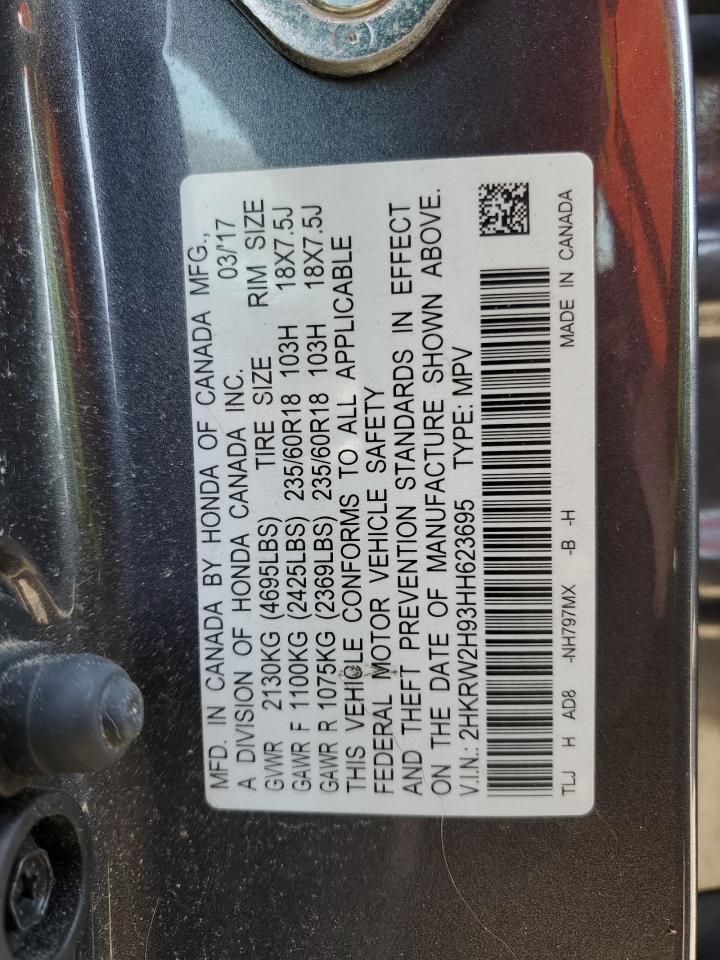 MFD. IN CANADA BY HONDA OF CANADA MFG.,
A DIVISION OF HONDA CANADA INC. 03/17
GVWR 2130KG (4695LBS) TIRE SIZE RIM SIZE
GAWR F 1100KG (2425LBS) 235/60R18 103H 18X7.5J
GAWR R 1075KG (2369LBS) 235/60R18 103H 18X7.5J
THIS VEHICLE CONFORMS TO ALL APPLICABLE
FEDERAL MOTOR VEHICLE SAFETY
AND THEFT PREVENTION STANDARDS IN EFFECT
ON THE DATE OF MANUFACTURE SHOWN ABOVE.
V.I.N.: 2HKRW2H93HH623695 TYPE: MPV
TLJ H AD8 -NH797MX -B -H MADE IN CANADA